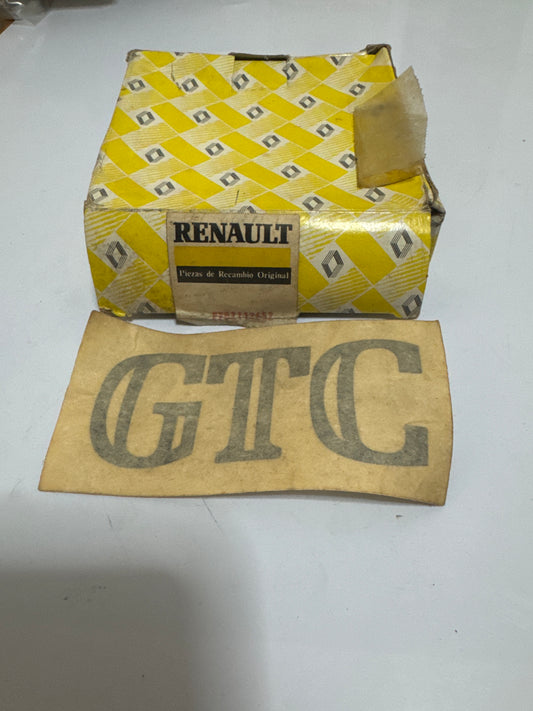 RENAULT
Piezas de Recambio Original
GTC